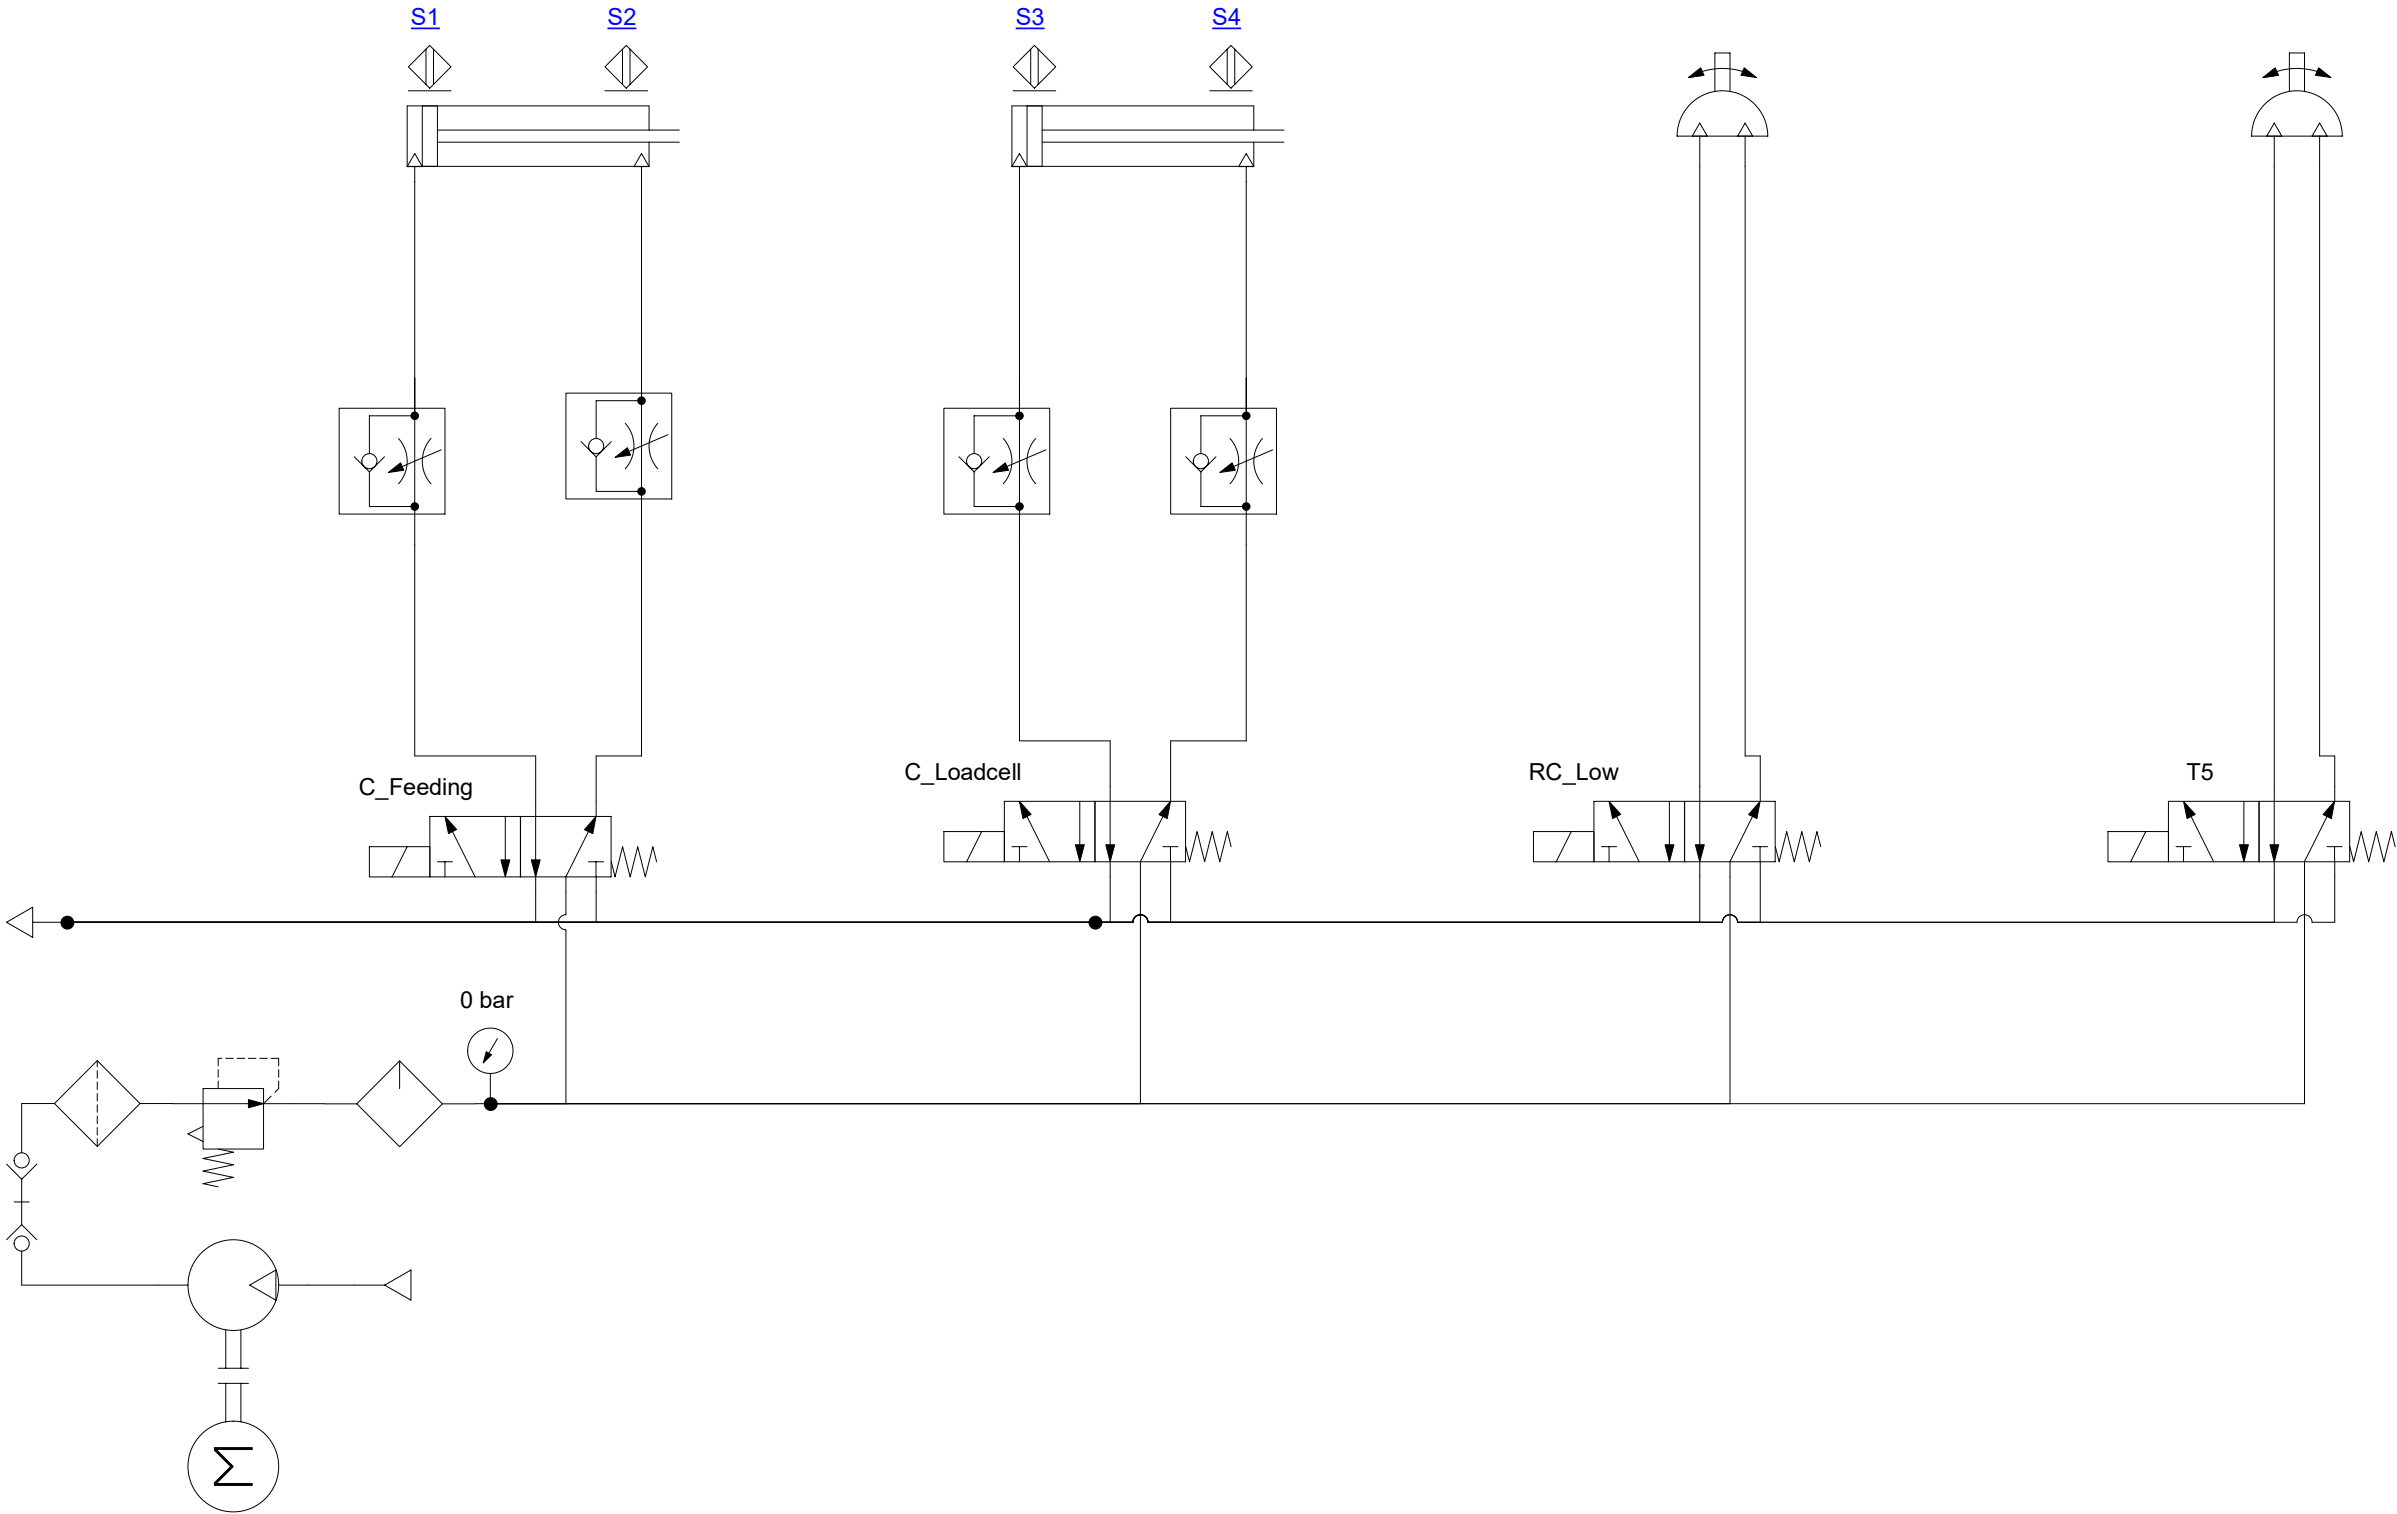 S1
S2
S3
S4
C_Feeding
C_Loadcell
RC_Low
T5
0 bar
M